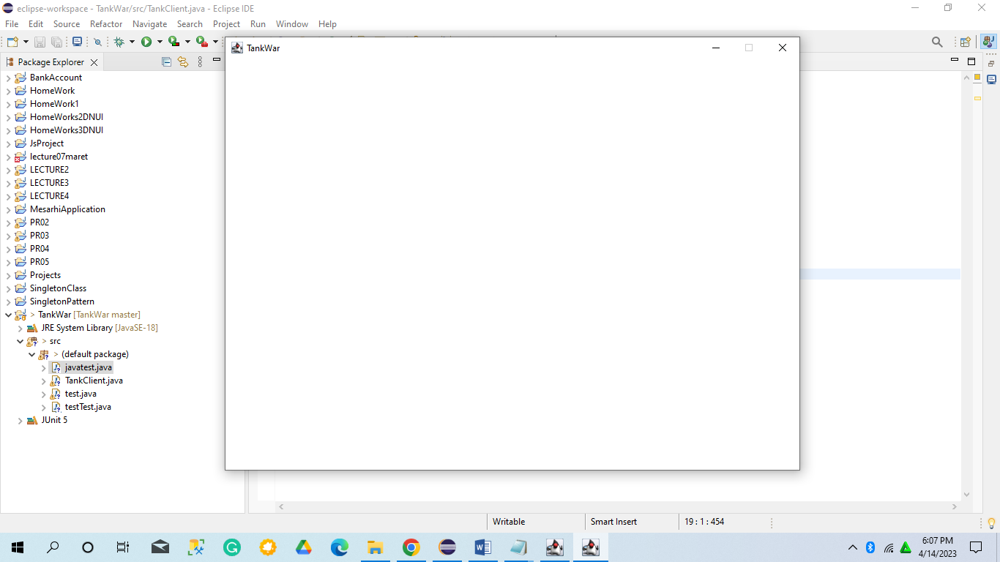 eclipse-workspace - TankWar/src/TankClient.java - Eclipse IDE
File Edit Source Refactor Navigate Search Project Run Window Help
TankWar
Package Explorer
BankAccount
HomeWork
HomeWork1
HomeWorks2DNUI
HomeWorks3DNUI
JsProject
lecture07maret
LECTURE2
LECTURE3
LECTURE4
MesarhiApplication
PR02
PR03
PR04
PR05
Projects
SingletonClass
SingletonPattern
> TankWar [TankWar master]
JRE System Library [JavaSE-18]
> src
> (default package)
javatest.java
TankClient.java
test.java
testTest.java
JUnit 5
Writable Smart Insert 19 : 1 : 454
6:07 PM
4/14/2023